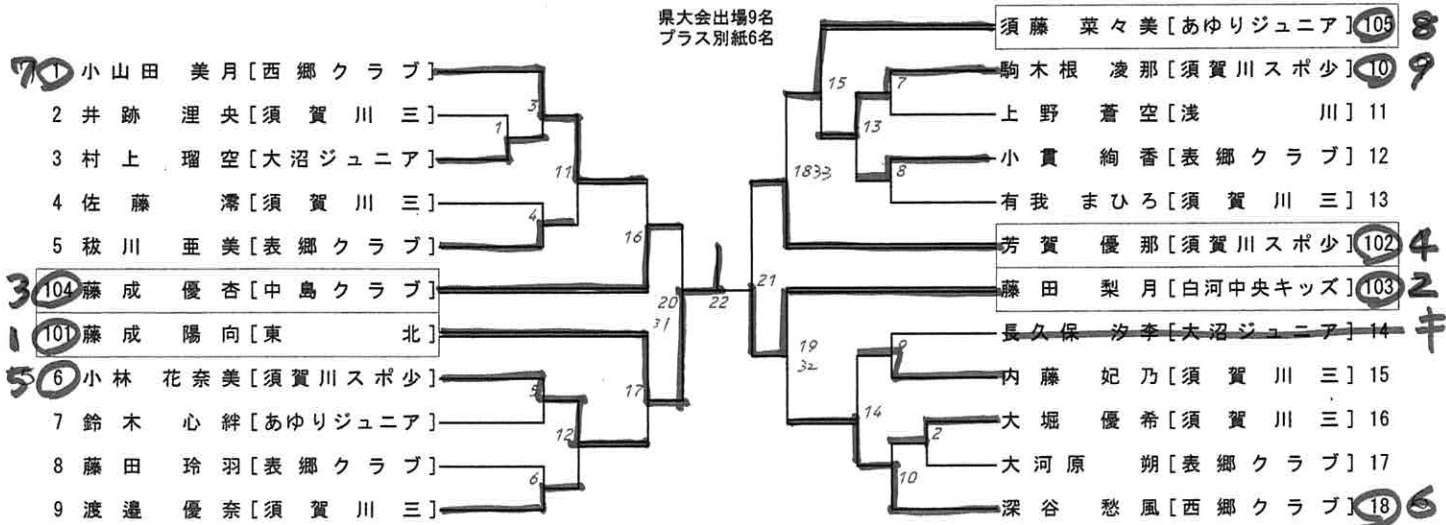 県大会出場9名
プラス別紙6名
7 1 小山田 美月 [西郷クラブ]
2 井跡 浬央 [須賀川三]
1
3
3 村上 瑠空 [大沼ジュニア]
11
4 佐藤 澪 [須賀川三]
4
5 秡川 亜美 [表郷クラブ]
16
3 104 藤成 優杏 [中島クラブ]
20
31
22
1 101 藤成 陽向 [東北]
5 6 小林 花奈美 [須賀川スポ少]
5
17
7 鈴木 心絆 [あゆりジュニア]
12
8 藤田 玲羽 [表郷クラブ]
6
9 渡邉 優奈 [須賀川三]
須藤 菜々美 [あゆりジュニア] 105 8
15
駒木根 凌那 [須賀川スポ少] 10 9
7
上野 蒼空 [浅川] 11
13
小貫 絢香 [表郷クラブ] 12
18 33
8
有我 まひろ [須賀川三] 13
芳賀 優那 [須賀川スポ少] 102 4
21
藤田 梨月 [白河中央キッズ] 103 2
長久保 汐李 [大沼ジュニア] 14 キ
19
32
9
内藤 妃乃 [須賀川三] 15
14
大堀 優希 [須賀川三] 16
2
大河原 朔 [表郷クラブ] 17
10
深谷 愁風 [西郷クラブ] 18 6